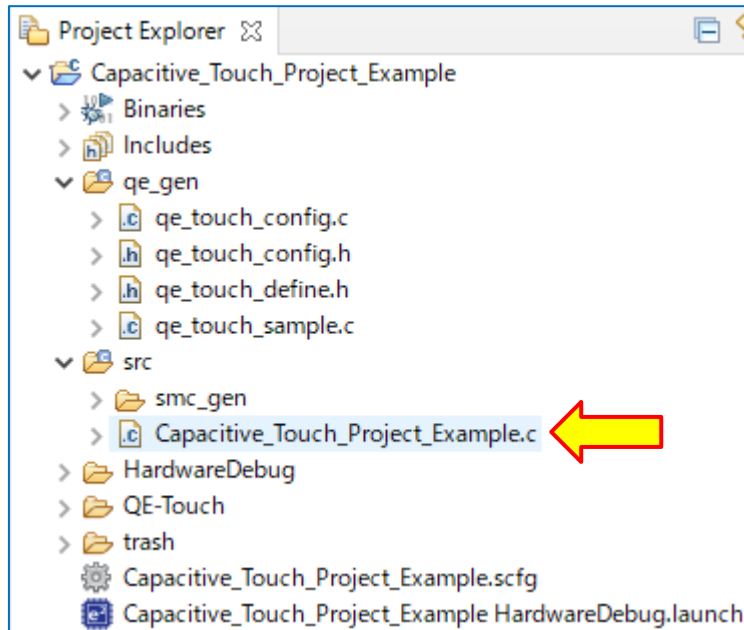 Project Explorer
Capacitive_Touch_Project_Example
Binaries
Includes
qe_gen
qe_touch_config.c
qe_touch_config.h
qe_touch_define.h
qe_touch_sample.c
src
smc_gen
Capacitive_Touch_Project_Example.c
HardwareDebug
QE-Touch
trash
Capacitive_Touch_Project_Example.scfg
Capacitive_Touch_Project_Example HardwareDebug.launch